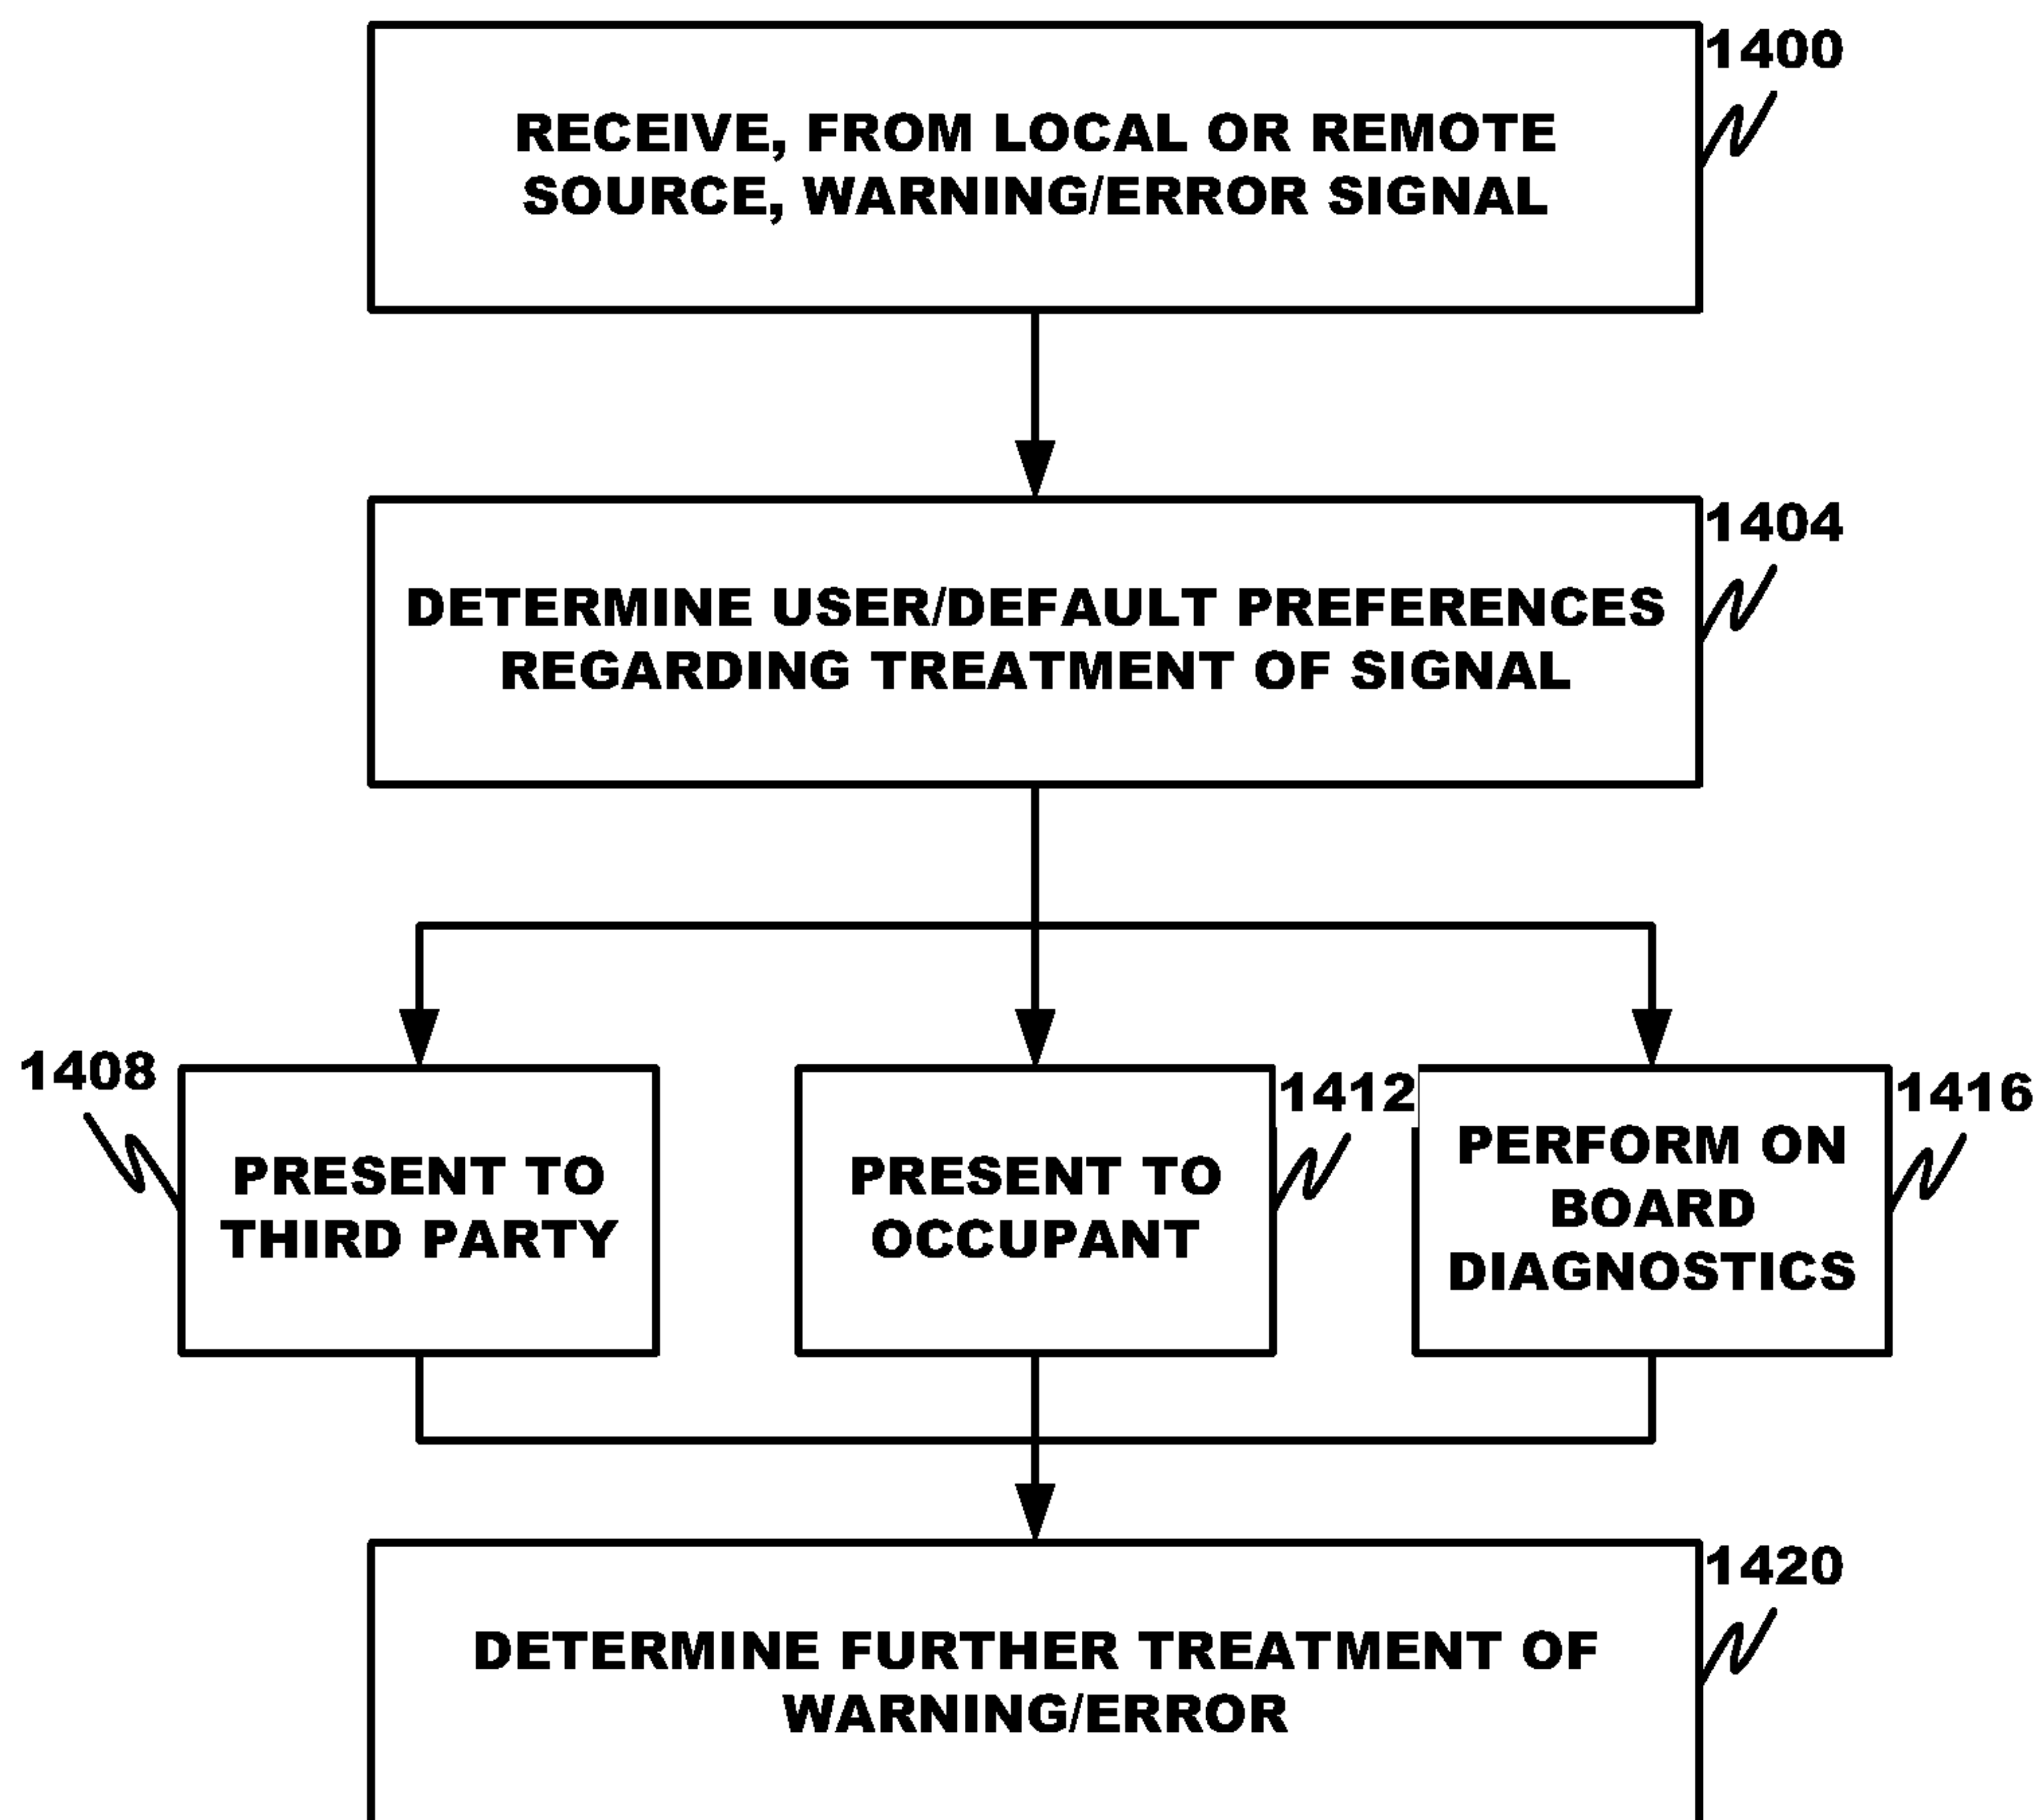 1400
RECEIVE, FROM LOCAL OR REMOTE
SOURCE, WARNING/ERROR SIGNAL
1404
DETERMINE USER/DEFAULT PREFERENCES
REGARDING TREATMENT OF SIGNAL
1408
PRESENT TO
THIRD PARTY
1412
PRESENT TO
OCCUPANT
1416
PERFORM ON
BOARD
DIAGNOSTICS
1420
DETERMINE FURTHER TREATMENT OF
WARNING/ERROR